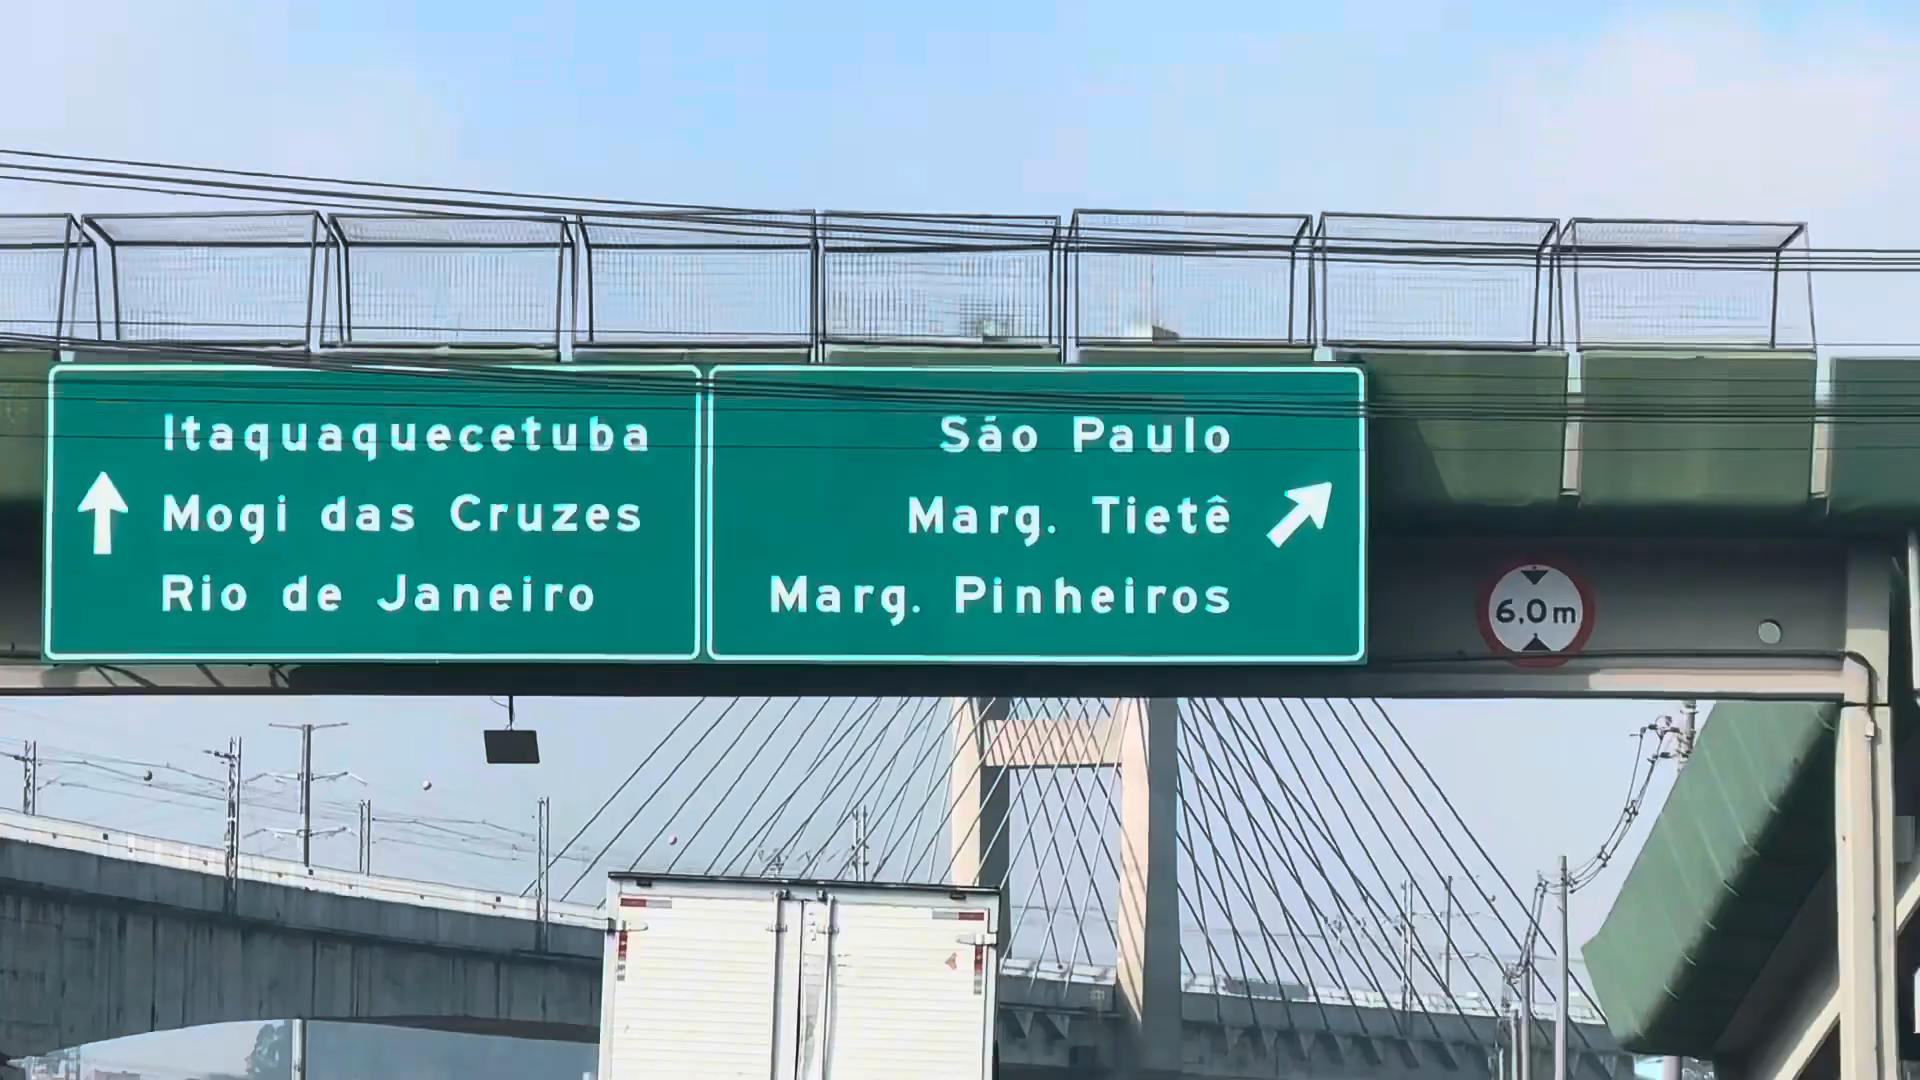 Itaquaquecetuba
Mogi das Cruzes
Rio de Janeiro
São Paulo
Marg. Tietê
Marg. Pinheiros
6,0m